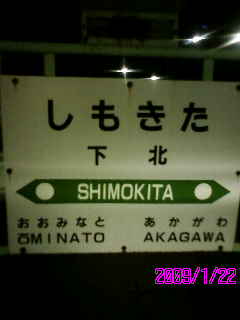 しもきた
下北
SHIMOKITA
おおみなと あかがわ
ŌMINATO AKAGAWA
2009/1/22